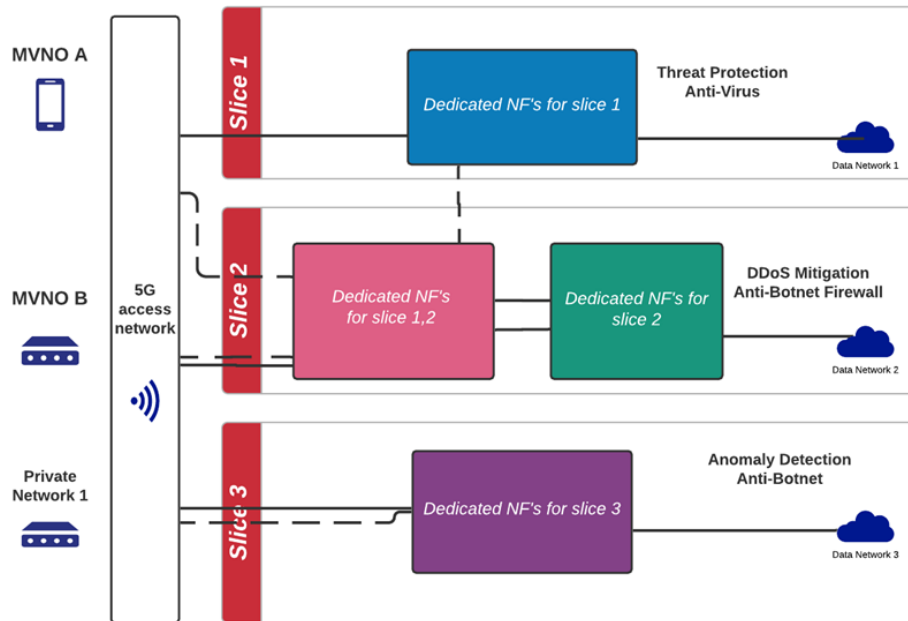 MVNO A
Slice 1
Dedicated NF's for slice 1
Threat Protection
Anti-Virus
Data Network 1
MVNO B
5G
access
network
Slice 2
Dedicated NF's
for slice 1,2
Dedicated NF's for
slice 2
DDoS Mitigation
Anti-Botnet Firewall
Data Network 2
Private
Network 1
Slice 3
Dedicated NF's for slice 3
Anomaly Detection
Anti-Botnet
Data Network 3